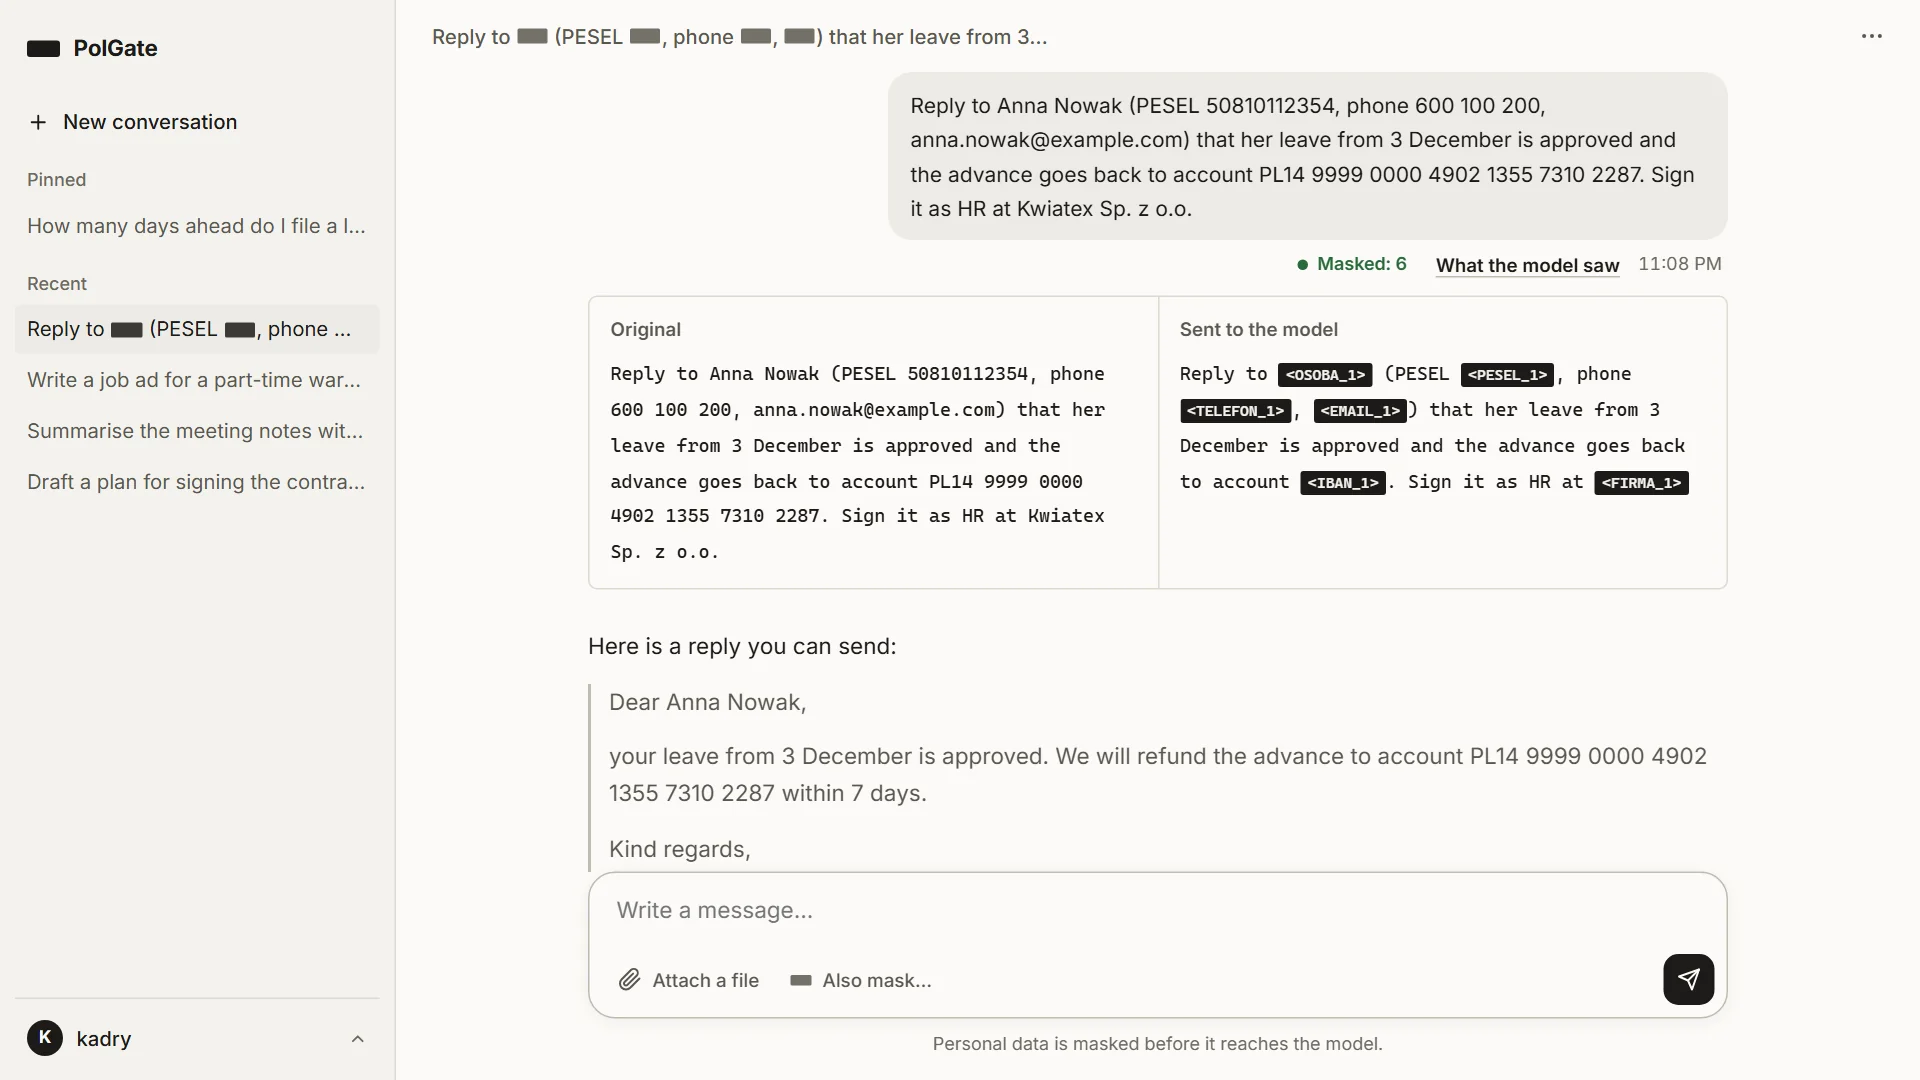 PolGate
New conversation
Pinned
How many days ahead do I file a l...
Recent
Reply to (PESEL , phone ...
Write a job ad for a part-time war...
Summarise the meeting notes wit...
Draft a plan for signing the contra...
K kadry
Reply to (PESEL , phone , ) that her leave from 3...
Reply to Anna Nowak (PESEL 50810112354, phone 600 100 200,
anna.nowak@example.com) that her leave from 3 December is approved and
the advance goes back to account PL14 9999 0000 4902 1355 7310 2287. Sign
it as HR at Kwiatex Sp. z o.o.
Masked: 6 What the model saw 11:08 PM
Original
Reply to Anna Nowak (PESEL 50810112354, phone
600 100 200, anna.nowak@example.com) that her
leave from 3 December is approved and the
advance goes back to account PL14 9999 0000
4902 1355 7310 2287. Sign it as HR at Kwiatex
Sp. z o.o.
Sent to the model
Reply to <OSOBA_1> (PESEL <PESEL_1>, phone
<TELEFON_1>, <EMAIL_1>) that her leave from 3
December is approved and the advance goes back
to account <IBAN_1>. Sign it as HR at <FIRMA_1>
Here is a reply you can send:
Dear Anna Nowak,
your leave from 3 December is approved. We will refund the advance to account PL14 9999 0000 4902
1355 7310 2287 within 7 days.
Kind regards,
Write a message...
Attach a file Also mask...
Personal data is masked before it reaches the model.